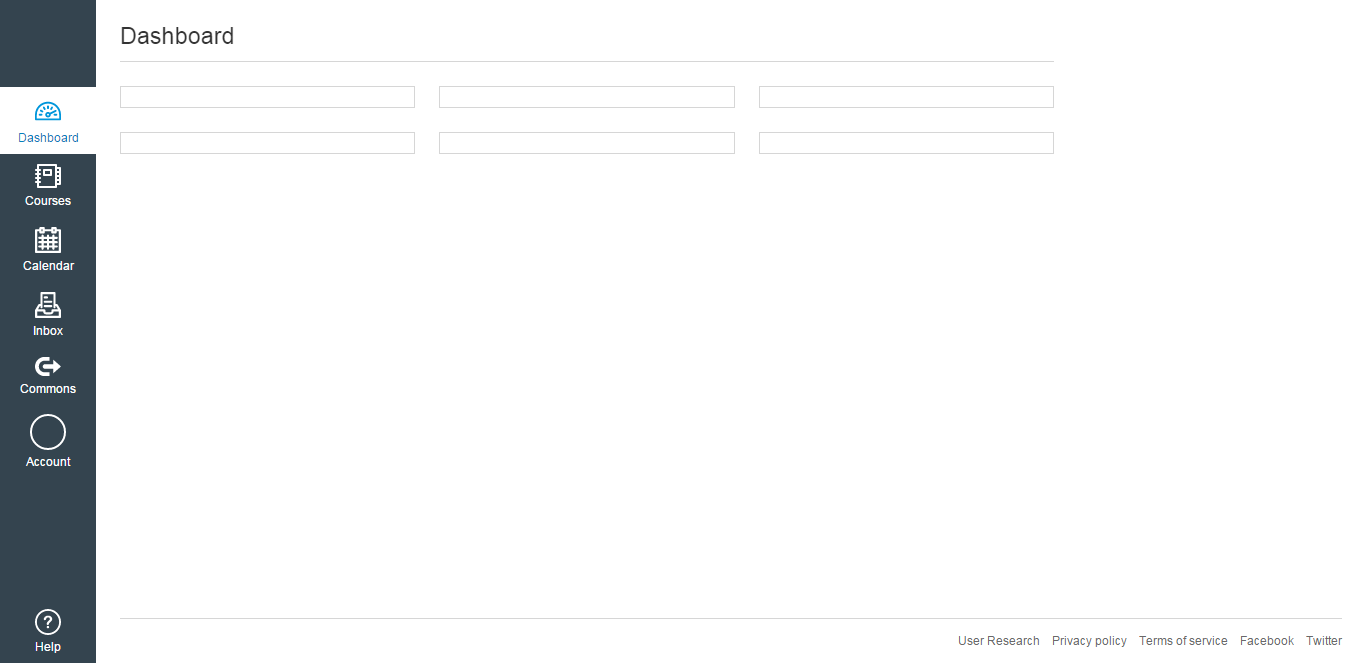 Dashboard
Dashboard
Courses
Calendar
Inbox
Commons
Account
Help
User Research Privacy policy Terms of service Facebook Twitter